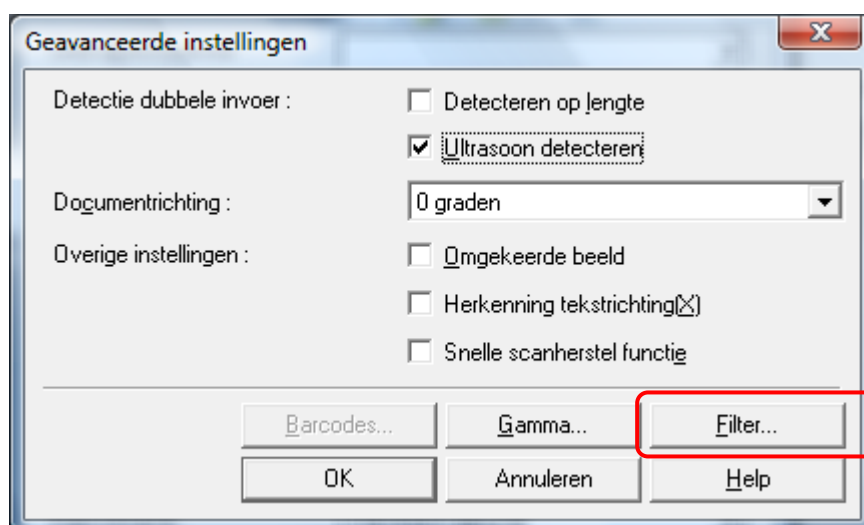 Geavanceerde instellingen
Detectie dubbele invoer : Detecteren op lengte
Ultrasoon detecteren
Documentrichting : 0 graden
Overige instellingen : Omgekeerde beeld
Herkenning tekstrichting(X)
Snelle scanherstel functie
Barcodes... Gamma... Filter...
OK Annuleren Help